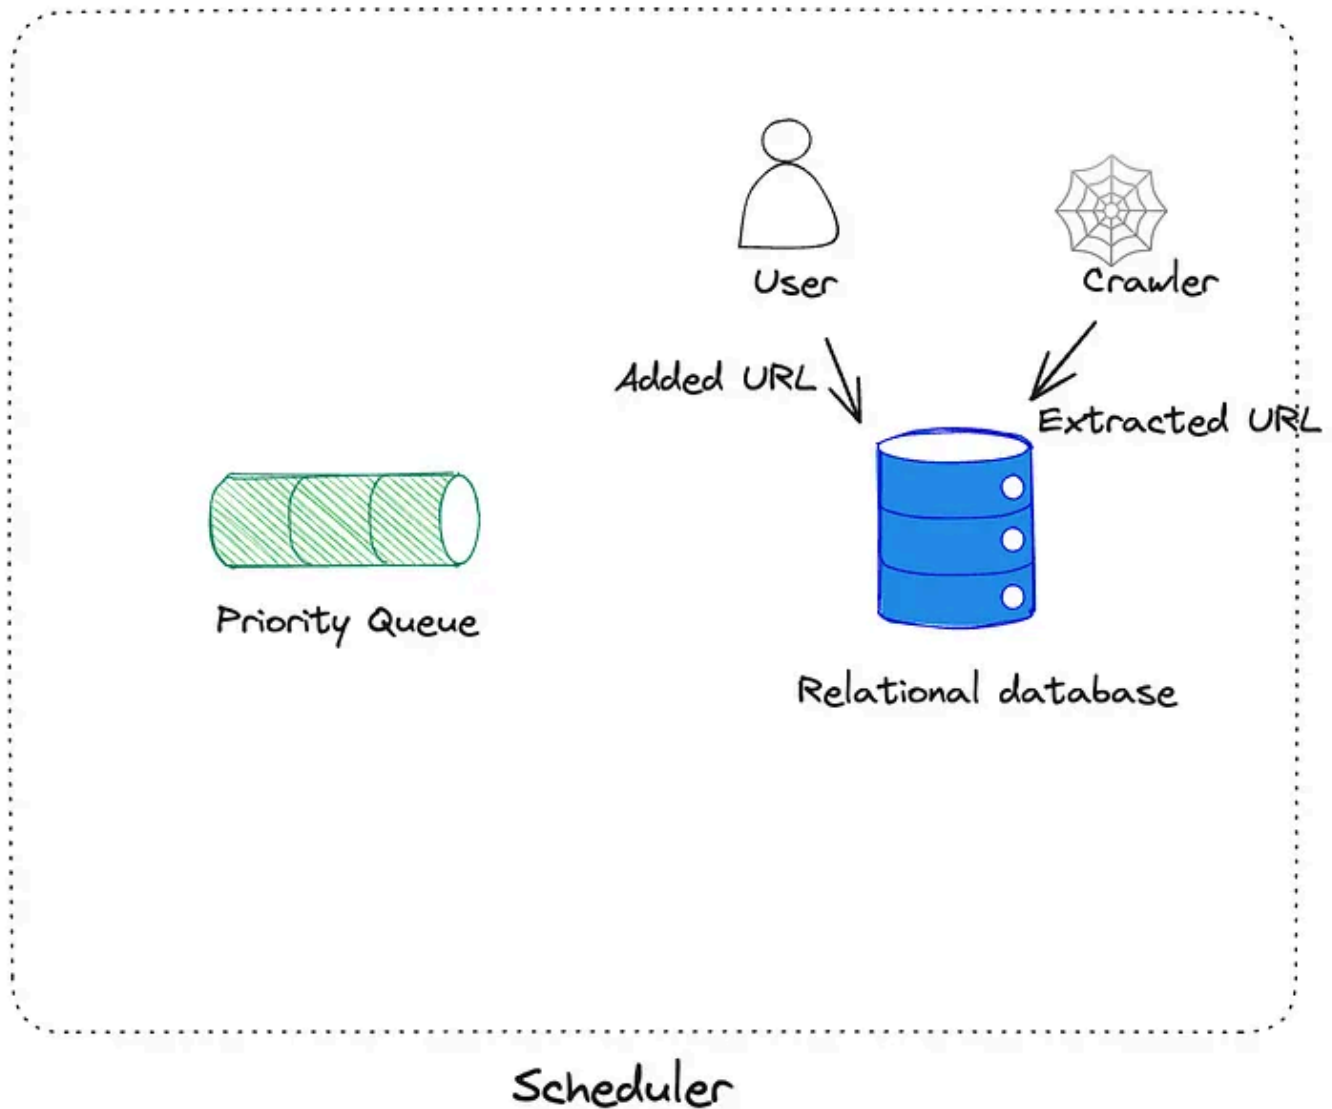 User
Crawler
Added URL
Extracted URL
Priority Queue
Relational database
Scheduler